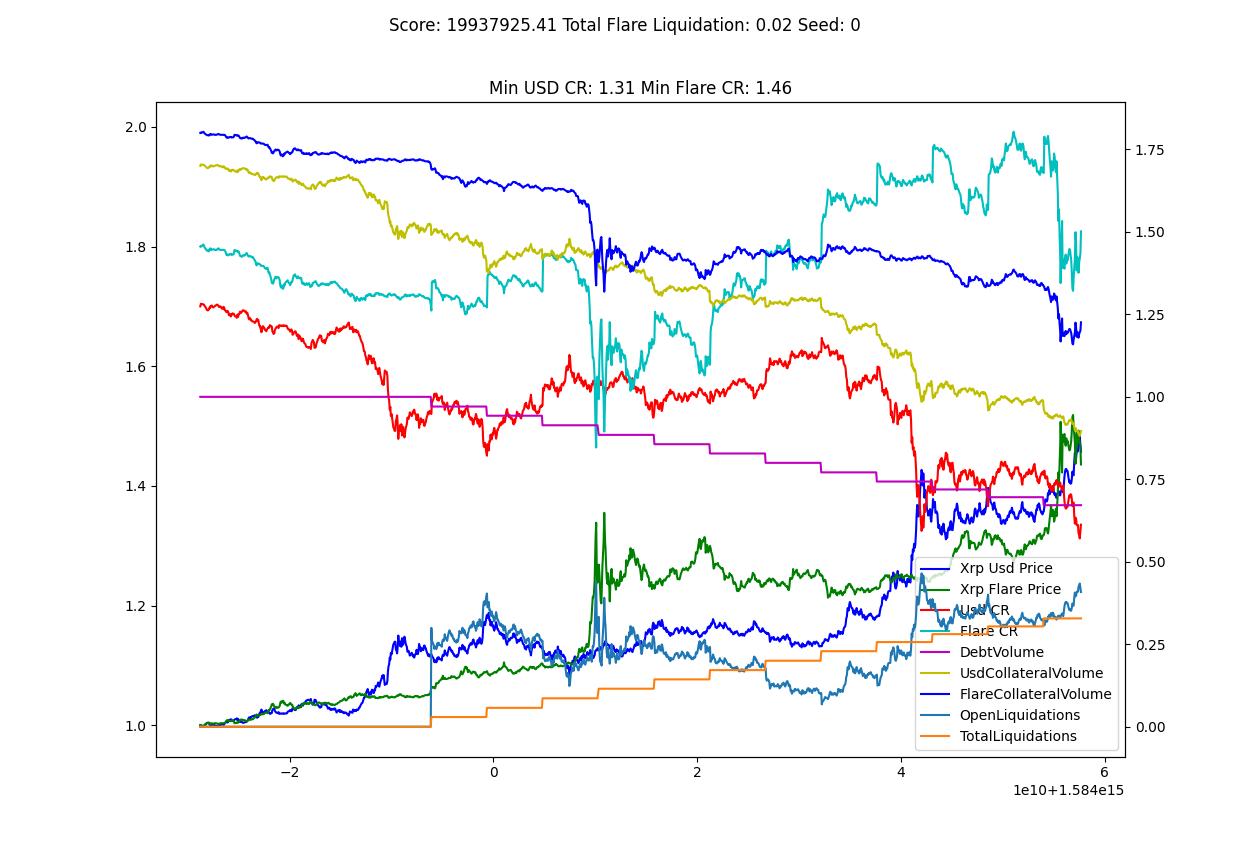 Score: 19937925.41 Total Flare Liquidation: 0.02 Seed: 0
Min USD CR: 1.31 Min Flare CR: 1.46
2.0
1.8
1.6
1.4
1.2
1.0
1.75
1.50
1.25
1.00
0.75
0.50
0.25
0.00
Xrp Usd Price
Xrp Flare Price
Usd CR
Flare CR
DebtVolume
UsdCollateralVolume
FlareCollateralVolume
OpenLiquidations
TotalLiquidations
−2 0 2 4 6
1e10+1.584e15